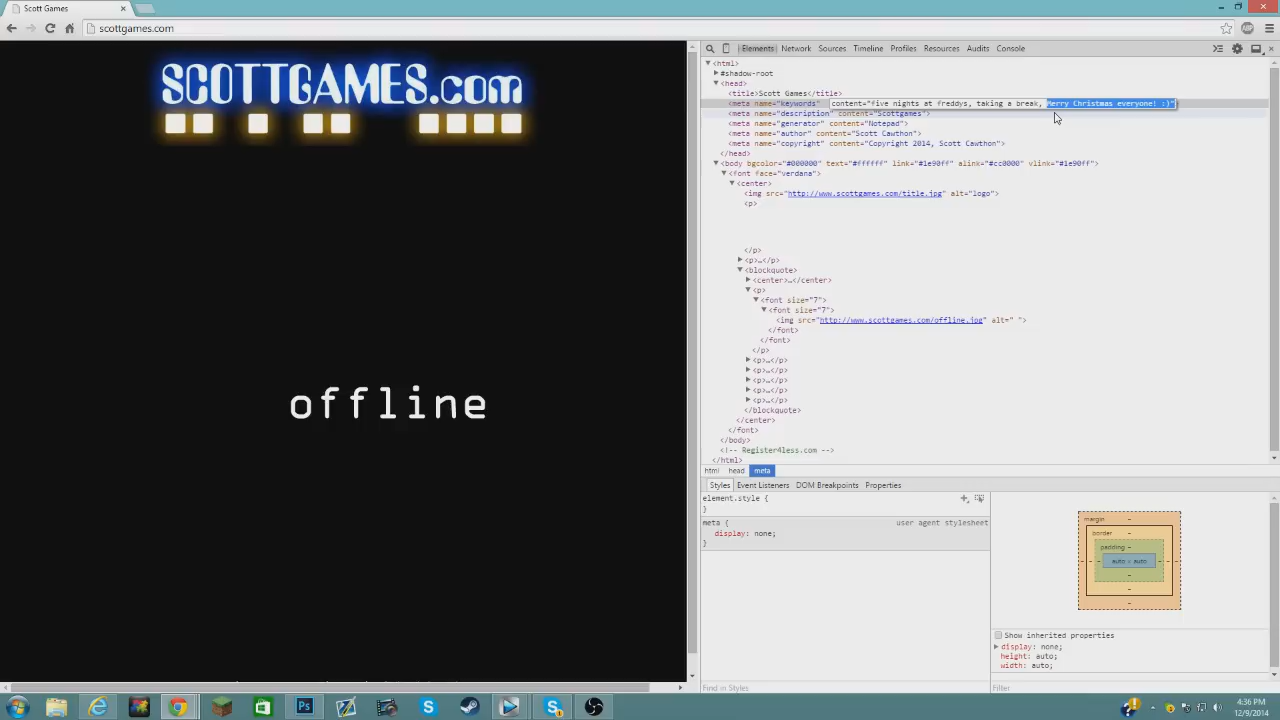 Scott Games
scottgames.com
SCOTTGAMES.com
offline
Elements Network Sources Timeline Profiles Resources Audits Console
<html>
#shadow-root
<head>
<title>Scott Games</title>
<meta name="keywords" content="five nights at freddys, taking a break, Merry Christmas everyone! :)"
<meta name="description" content="Scottgames">
<meta name="generator" content="Notepad">
<meta name="author" content="Scott Cawthon">
<meta name="copyright" content="Copyright 2014, Scott Cawthon">
</head>
<body bgcolor="#000000" text="#ffffff" link="#1e90ff" alink="#cc0000" vlink="#1e90ff">
<font face="verdana">
<center>
<img src="http://www.scottgames.com/title.jpg" alt="logo">
<p>
</p>
<p>…</p>
<blockquote>
<center>…</center>
<p>
<font size="7">
<font size="7">
<img src="http://www.scottgames.com/offline.jpg" alt=" ">
</font>
</font>
</p>
<p>…</p>
<p>…</p>
<p>…</p>
<p>…</p>
<p>…</p>
</blockquote>
</center>
</font>
</body>
<!-- Register4less.com -->
</html>
html head meta
Styles Event Listeners DOM Breakpoints Properties
element.style {
}
meta { user agent stylesheet
display: none;
}
margin -
border -
padding -
auto × auto
-
-
-
Show inherited properties
display: none;
height: auto;
width: auto;
Find in Styles
Filter
4:36 PM
12/9/2014